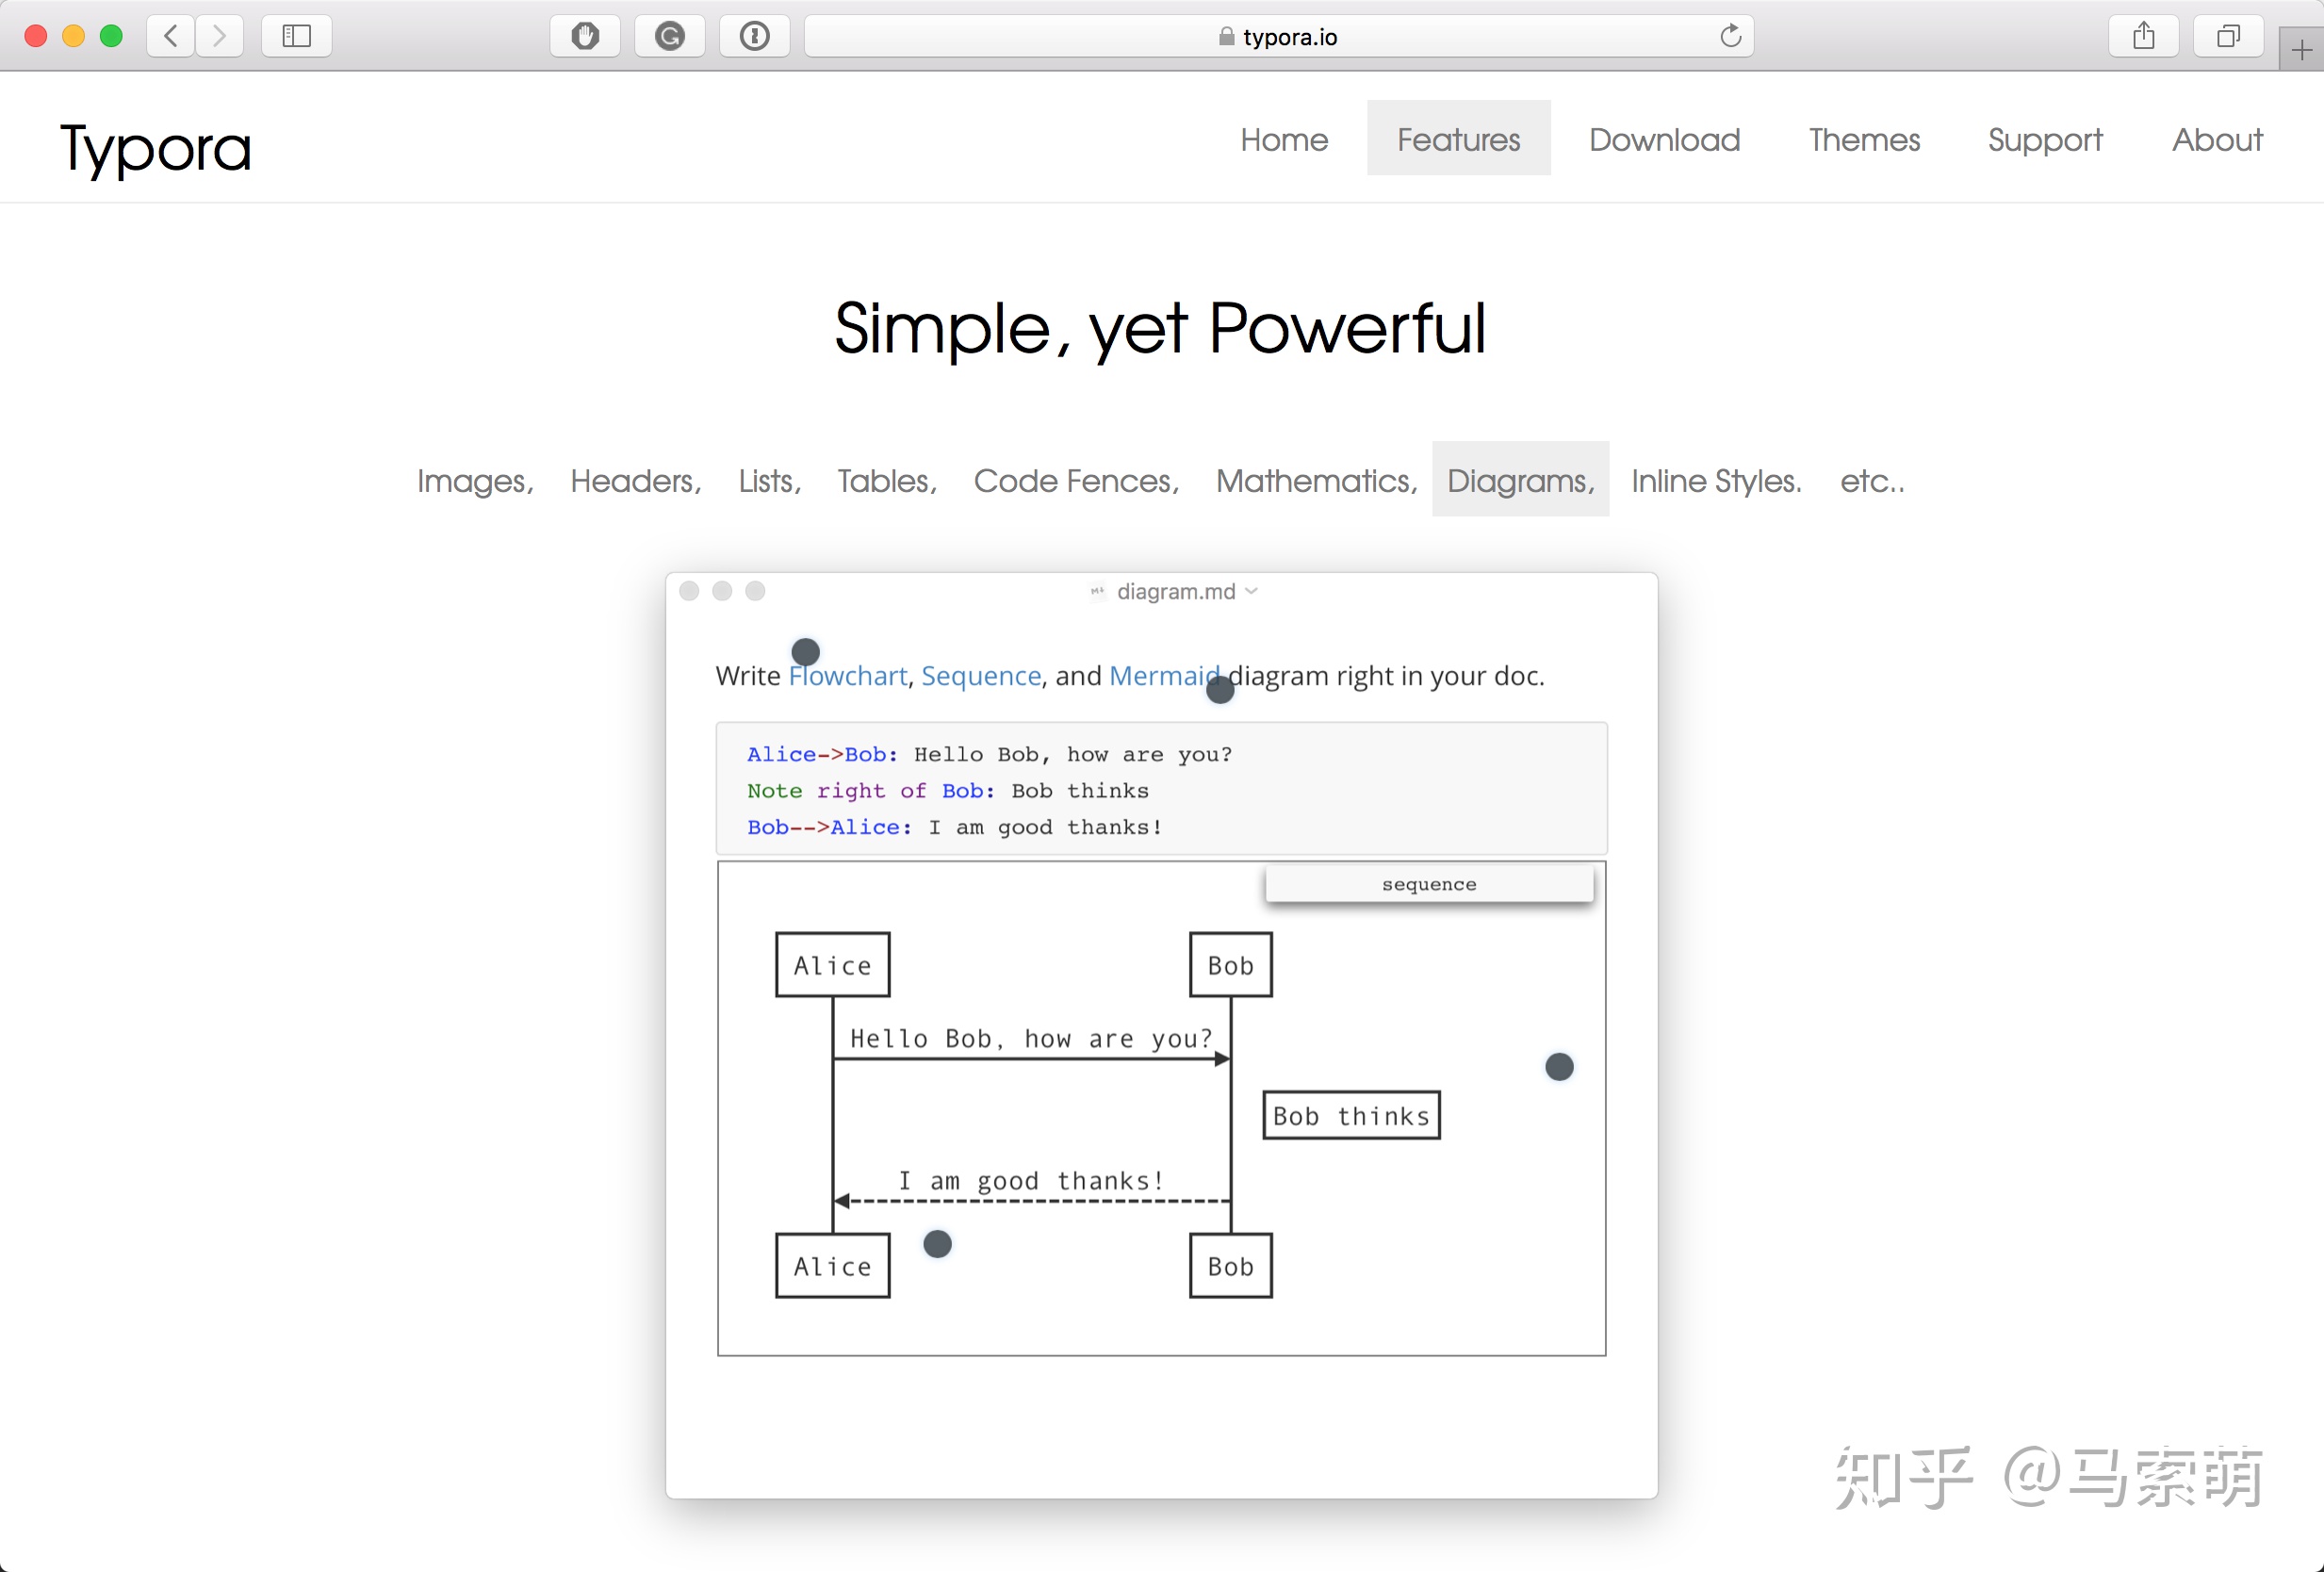 typora.io
Typora
Home Features Download Themes Support About
Simple, yet Powerful
Images, Headers, Lists, Tables, Code Fences, Mathematics, Diagrams, Inline Styles. etc..
diagram.md
Write Flowchart, Sequence, and Mermaid diagram right in your doc.
Alice->Bob: Hello Bob, how are you?
Note right of Bob: Bob thinks
Bob-->Alice: I am good thanks!
sequence
Alice Bob
Hello Bob, how are you?
Bob thinks
I am good thanks!
Alice Bob
知乎 @马索萌